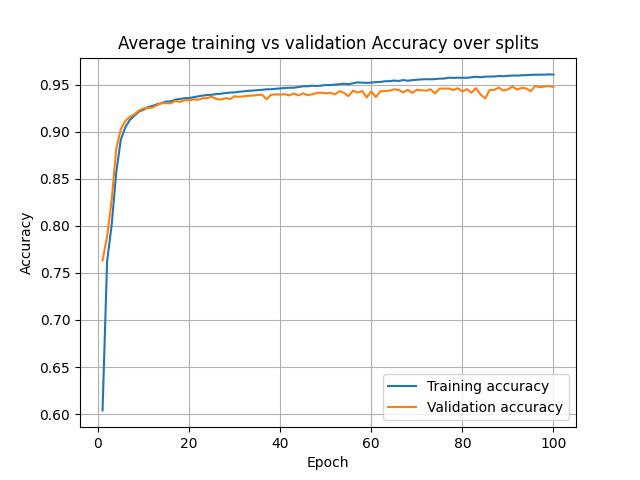 Average training vs validation Accuracy over splits
0.95
0.90
0.85
0.80
0.75
0.70
0.65
0.60
Accuracy
Training accuracy
Validation accuracy
0 20 40 60 80 100
Epoch